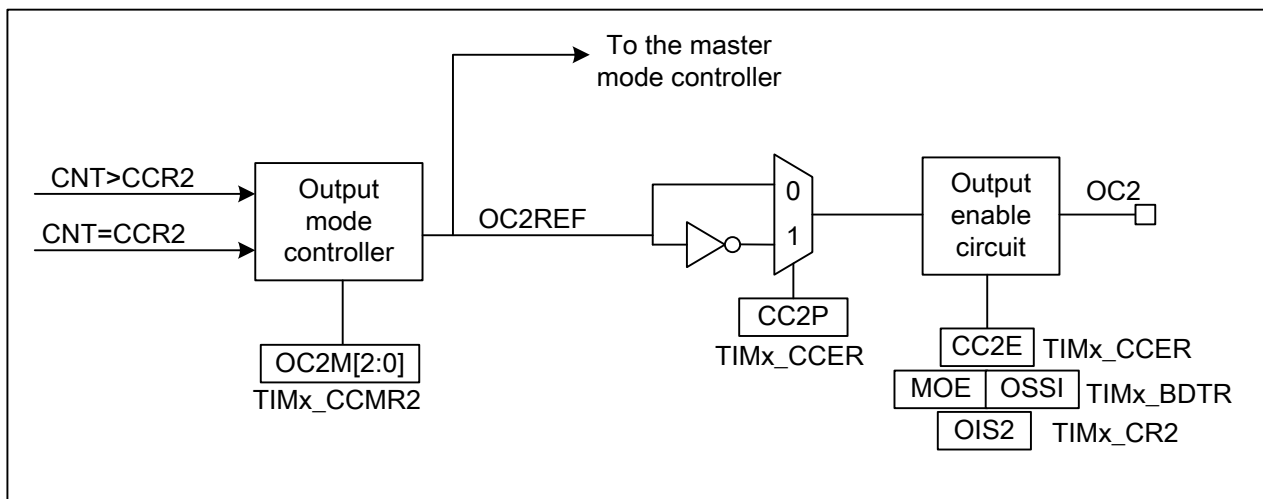 To the master
mode controller
CNT>CCR2
CNT=CCR2
Output
mode
controller
OC2REF
0
1
Output
enable
circuit
OC2
CC2P
TIMx_CCER
OC2M[2:0]
TIMx_CCMR2
CC2E TIMx_CCER
MOE OSSI TIMx_BDTR
OIS2 TIMx_CR2